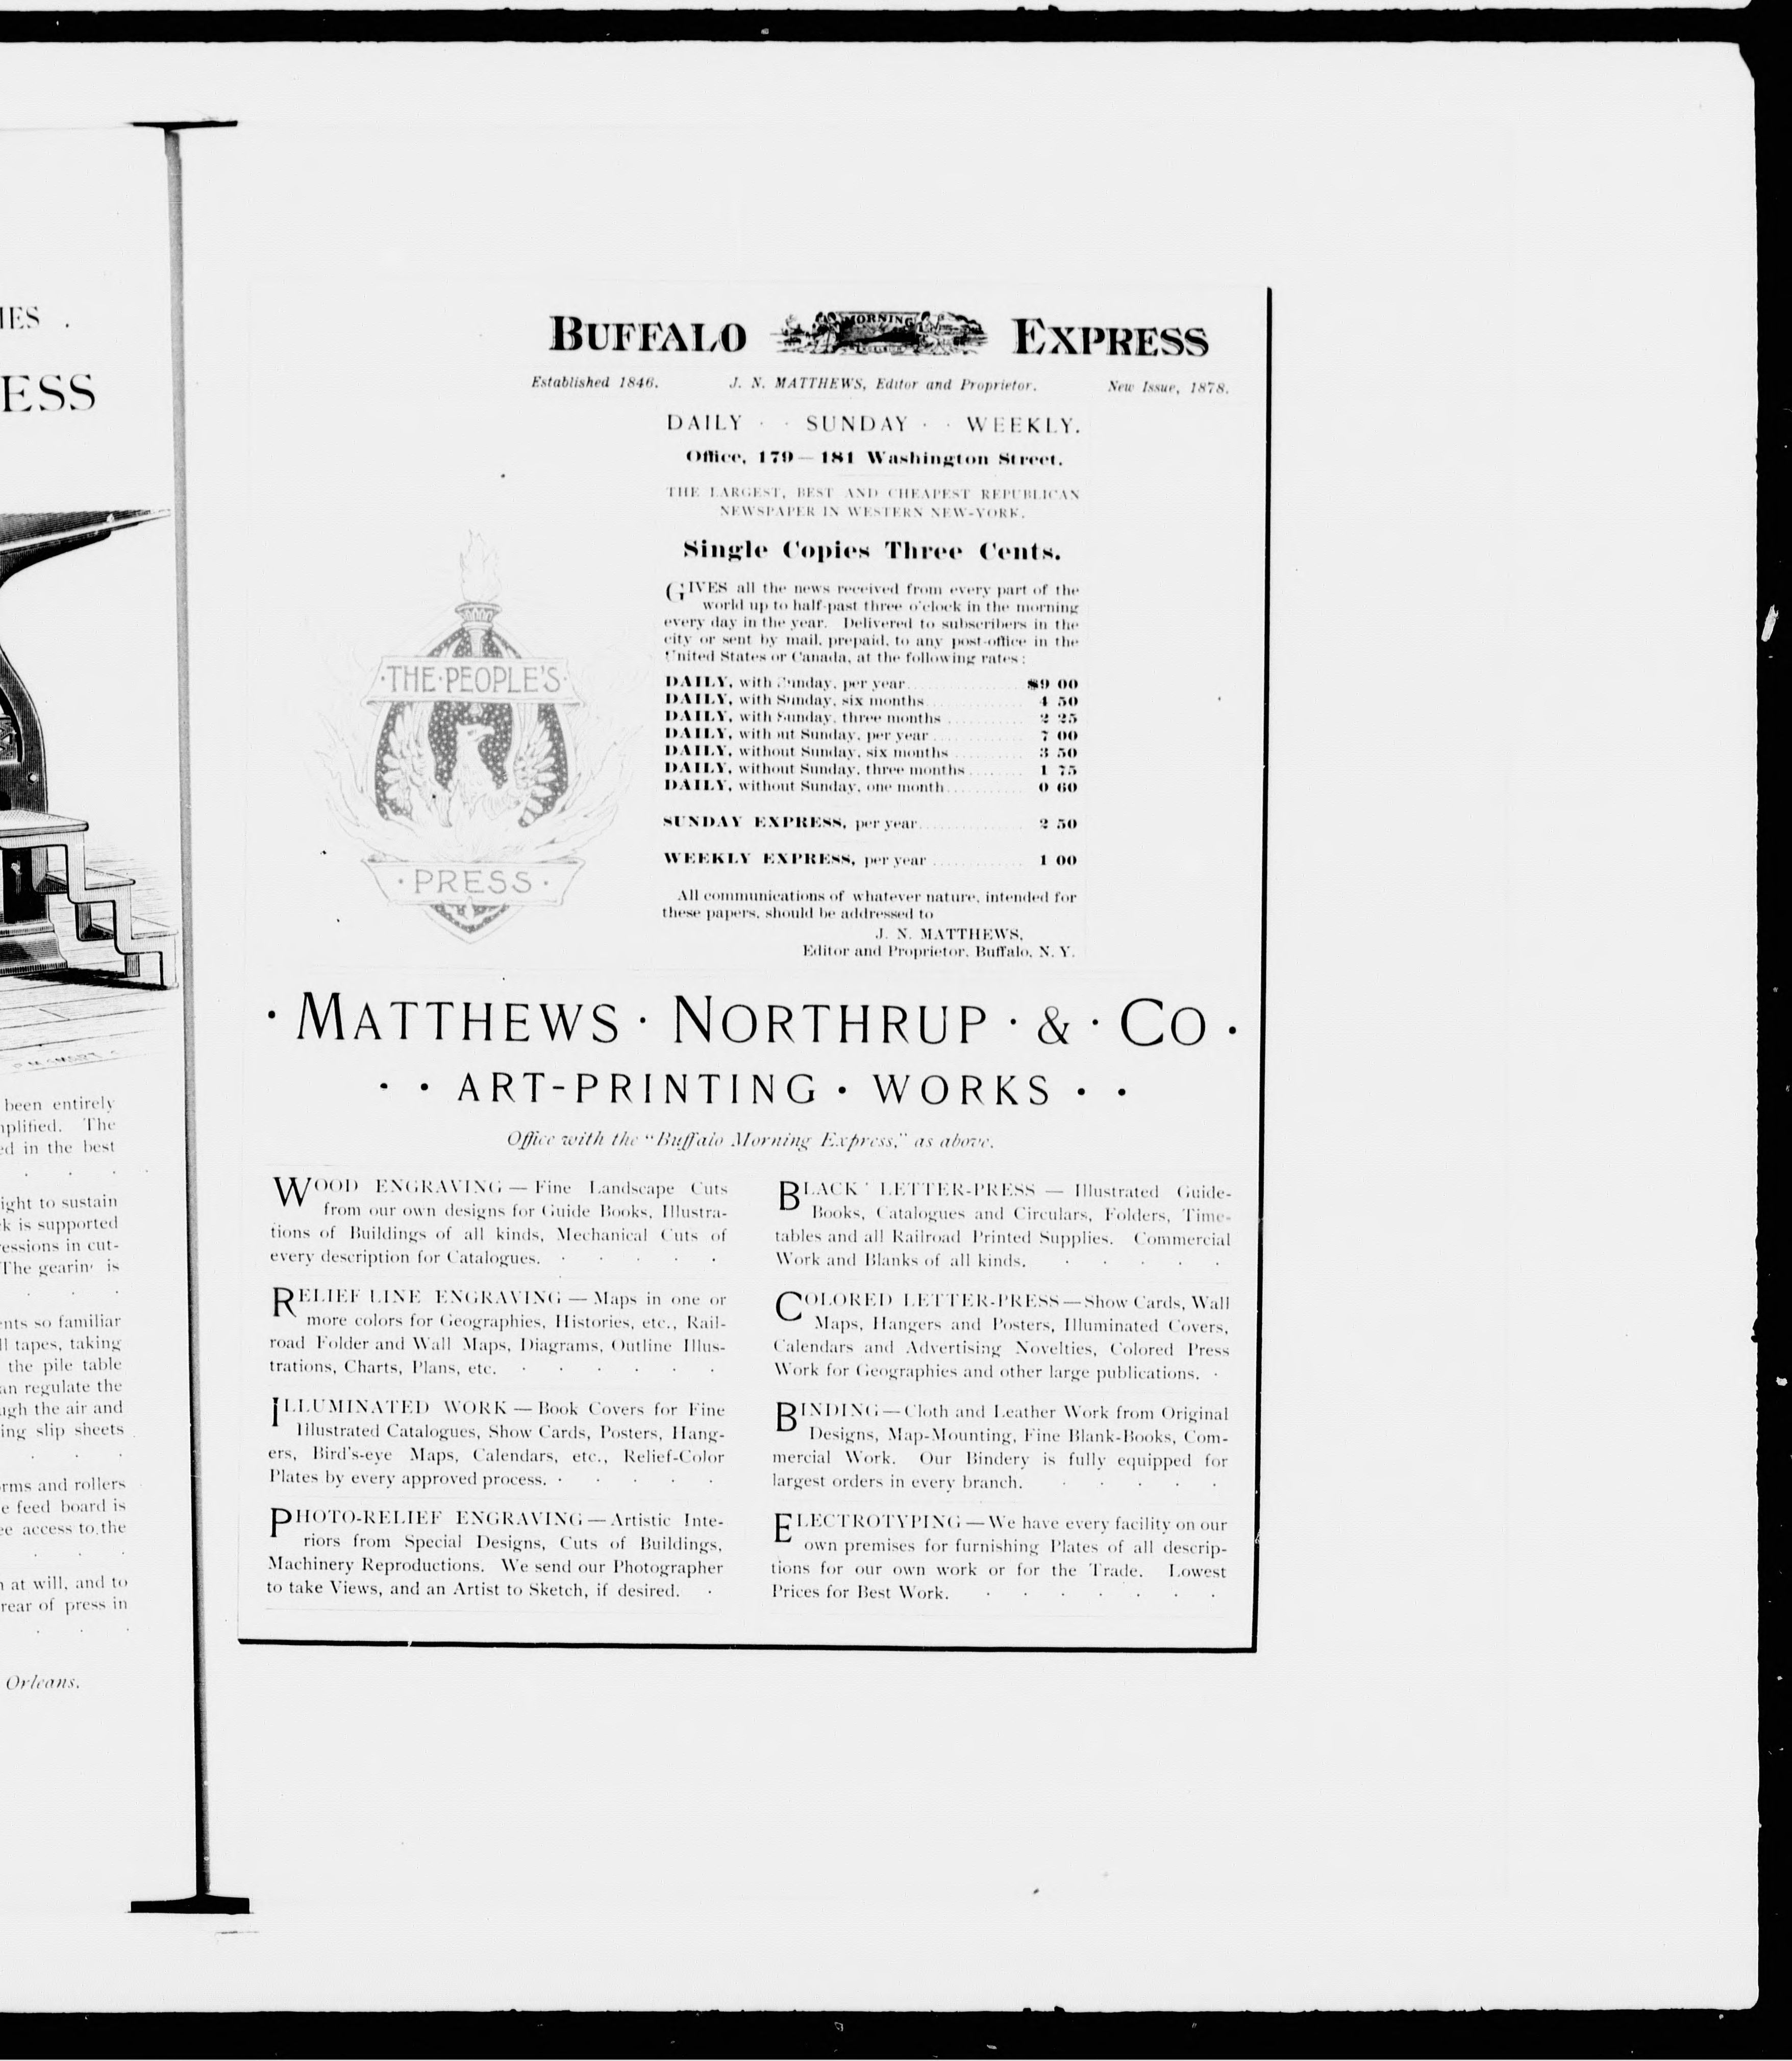 IES .
ESS
been entirely
plified. The
ed in the best
ight to sustain
k is supported
essions in cut-
The gearin is
nts so familiar
ll tapes, taking
the pile table
an regulate the
ugh the air and
ing slip sheets
rms and rollers
e feed board is
ee access to the
at will, and to
rear of press in
Orleans.
BUFFALO MORNING EXPRESS
Established 1846. J. N. MATTHEWS, Editor and Proprietor. New Issue, 1878.
DAILY · · SUNDAY · · WEEKLY.
Office, 179—181 Washington Street.
THE LARGEST, BEST AND CHEAPEST REPUBLICAN
NEWSPAPER IN WESTERN NEW-YORK.
Single Copies Three Cents.
GIVES all the news received from every part of the
world up to half-past three o'clock in the morning
every day in the year. Delivered to subscribers in the
city or sent by mail, prepaid, to any post-office in the
United States or Canada, at the following rates:
DAILY, with Sunday, per year $9 00
DAILY, with Sunday, six months 4 50
DAILY, with Sunday, three months 2 25
DAILY, without Sunday, per year 7 00
DAILY, without Sunday, six months 3 50
DAILY, without Sunday, three months 1 75
DAILY, without Sunday, one month 0 60
SUNDAY EXPRESS, per year 2 50
WEEKLY EXPRESS, per year 1 00
All communications of whatever nature, intended for
these papers, should be addressed to
J. N. MATTHEWS,
Editor and Proprietor, Buffalo, N. Y.
·THE·PEOPLE'S·
·PRESS·
· MATTHEWS · NORTHRUP · & · CO ·
· · ART-PRINTING · WORKS · ·
Office with the "Buffalo Morning Express," as above.
WOOD ENGRAVING — Fine Landscape Cuts
from our own designs for Guide Books, Illustra-
tions of Buildings of all kinds, Mechanical Cuts of
every description for Catalogues. · · · · ·
RELIEF LINE ENGRAVING — Maps in one or
more colors for Geographies, Histories, etc., Rail-
road Folder and Wall Maps, Diagrams, Outline Illus-
trations, Charts, Plans, etc. · · · · · ·
ILLUMINATED WORK — Book Covers for Fine
Illustrated Catalogues, Show Cards, Posters, Hang-
ers, Bird's-eye Maps, Calendars, etc., Relief-Color
Plates by every approved process. · · · · ·
PHOTO-RELIEF ENGRAVING — Artistic Inte-
riors from Special Designs, Cuts of Buildings,
Machinery Reproductions. We send our Photographer
to take Views, and an Artist to Sketch, if desired. ·
BLACK LETTER-PRESS — Illustrated Guide-
Books, Catalogues and Circulars, Folders, Time-
tables and all Railroad Printed Supplies. Commercial
Work and Blanks of all kinds. · · · · ·
COLORED LETTER-PRESS — Show Cards, Wall
Maps, Hangers and Posters, Illuminated Covers,
Calendars and Advertising Novelties, Colored Press
Work for Geographies and other large publications. ·
BINDING — Cloth and Leather Work from Original
Designs, Map-Mounting, Fine Blank-Books, Com-
mercial Work. Our Bindery is fully equipped for
largest orders in every branch. · · · · ·
ELECTROTYPING — We have every facility on our
own premises for furnishing Plates of all descrip-
tions for our own work or for the Trade. Lowest
Prices for Best Work. · · · · · · ·